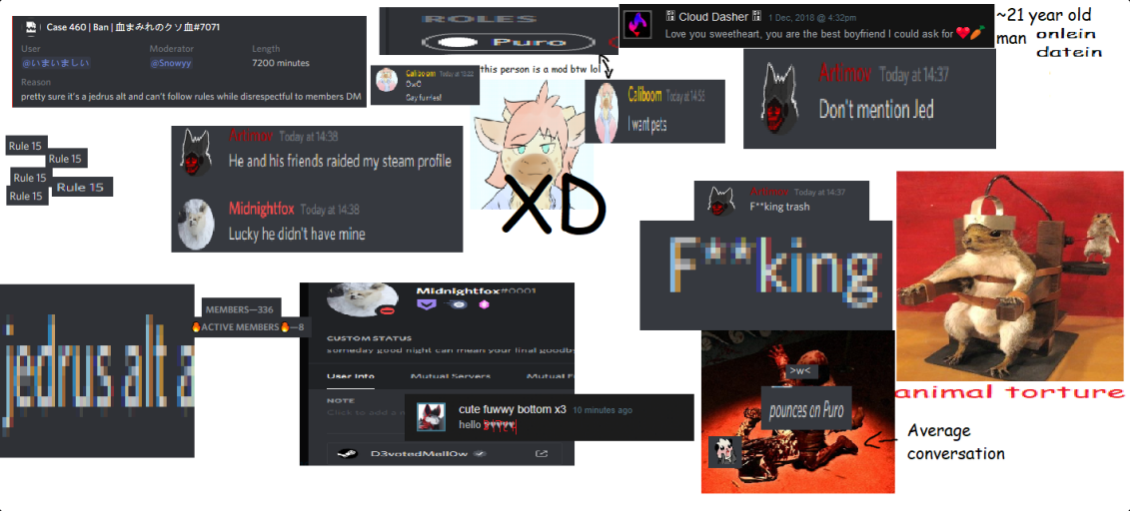 Case 460 | Ban | 血まみれのクソ血#7071
User
Moderator
Length
@いまいましい
@Snowyy
7200 minutes
Reason
pretty sure it's a jedrus alt and can't follow rules while disrespectful to members DM
ROLES
Puro
this person is a mod btw lol
Caliboom Today at
OwO
Gay furries!
Cloud Dasher 1 Dec, 2018 @ 4:32pm
Love you sweetheart, you are the best boyfriend I could ask for ❤️🥕
~21 year old
man onlein
datein
Caliboom Today at 14:56
I want pets
Artimov Today at 14:37
Don't mention Jed
Rule 15
Rule 15
Rule 15
Rule 15
Rule 15
Artimov Today at 14:38
He and his friends raided my steam profile
Midnightfox Today at 14:38
Lucky he didn't have mine
XD
Artimov Today at 14:37
F**king trash
F**king
animal torture
jedrus alt a
MEMBERS—336
🔥ACTIVE MEMBERS🔥—8
Midnightfox#0001
CUSTOM STATUS
someday good night can mean your final goodb
User Info
Mutual Servers
Mutual F
NOTE
Click to add a
cute fuwwy bottom x3 10 minutes ago
hello ♥♥♥♥♥
D3votedMell0w
>w<
pounces on Puro
Average
conversation